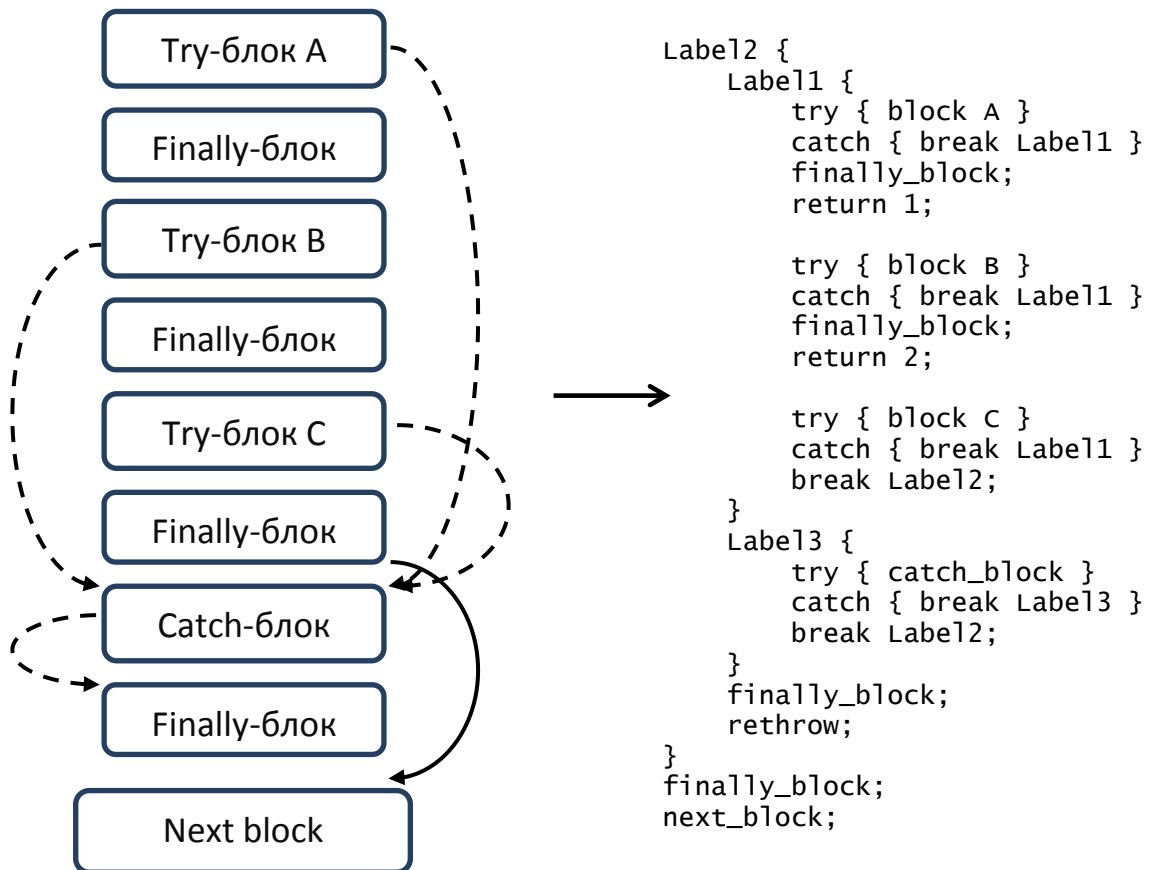 Try-блок A
Finally-блок
Try-блок B
Finally-блок
Try-блок C
Finally-блок
Catch-блок
Finally-блок
Next block
Label2 {
    Label1 {
        try { block A }
        catch { break Label1 }
        finally_block;
        return 1;

        try { block B }
        catch { break Label1 }
        finally_block;
        return 2;

        try { block C }
        catch { break Label1 }
        break Label2;
    }
    Label3 {
        try { catch_block }
        catch { break Label3 }
        break Label2;
    }
    finally_block;
    rethrow;
}
finally_block;
next_block;